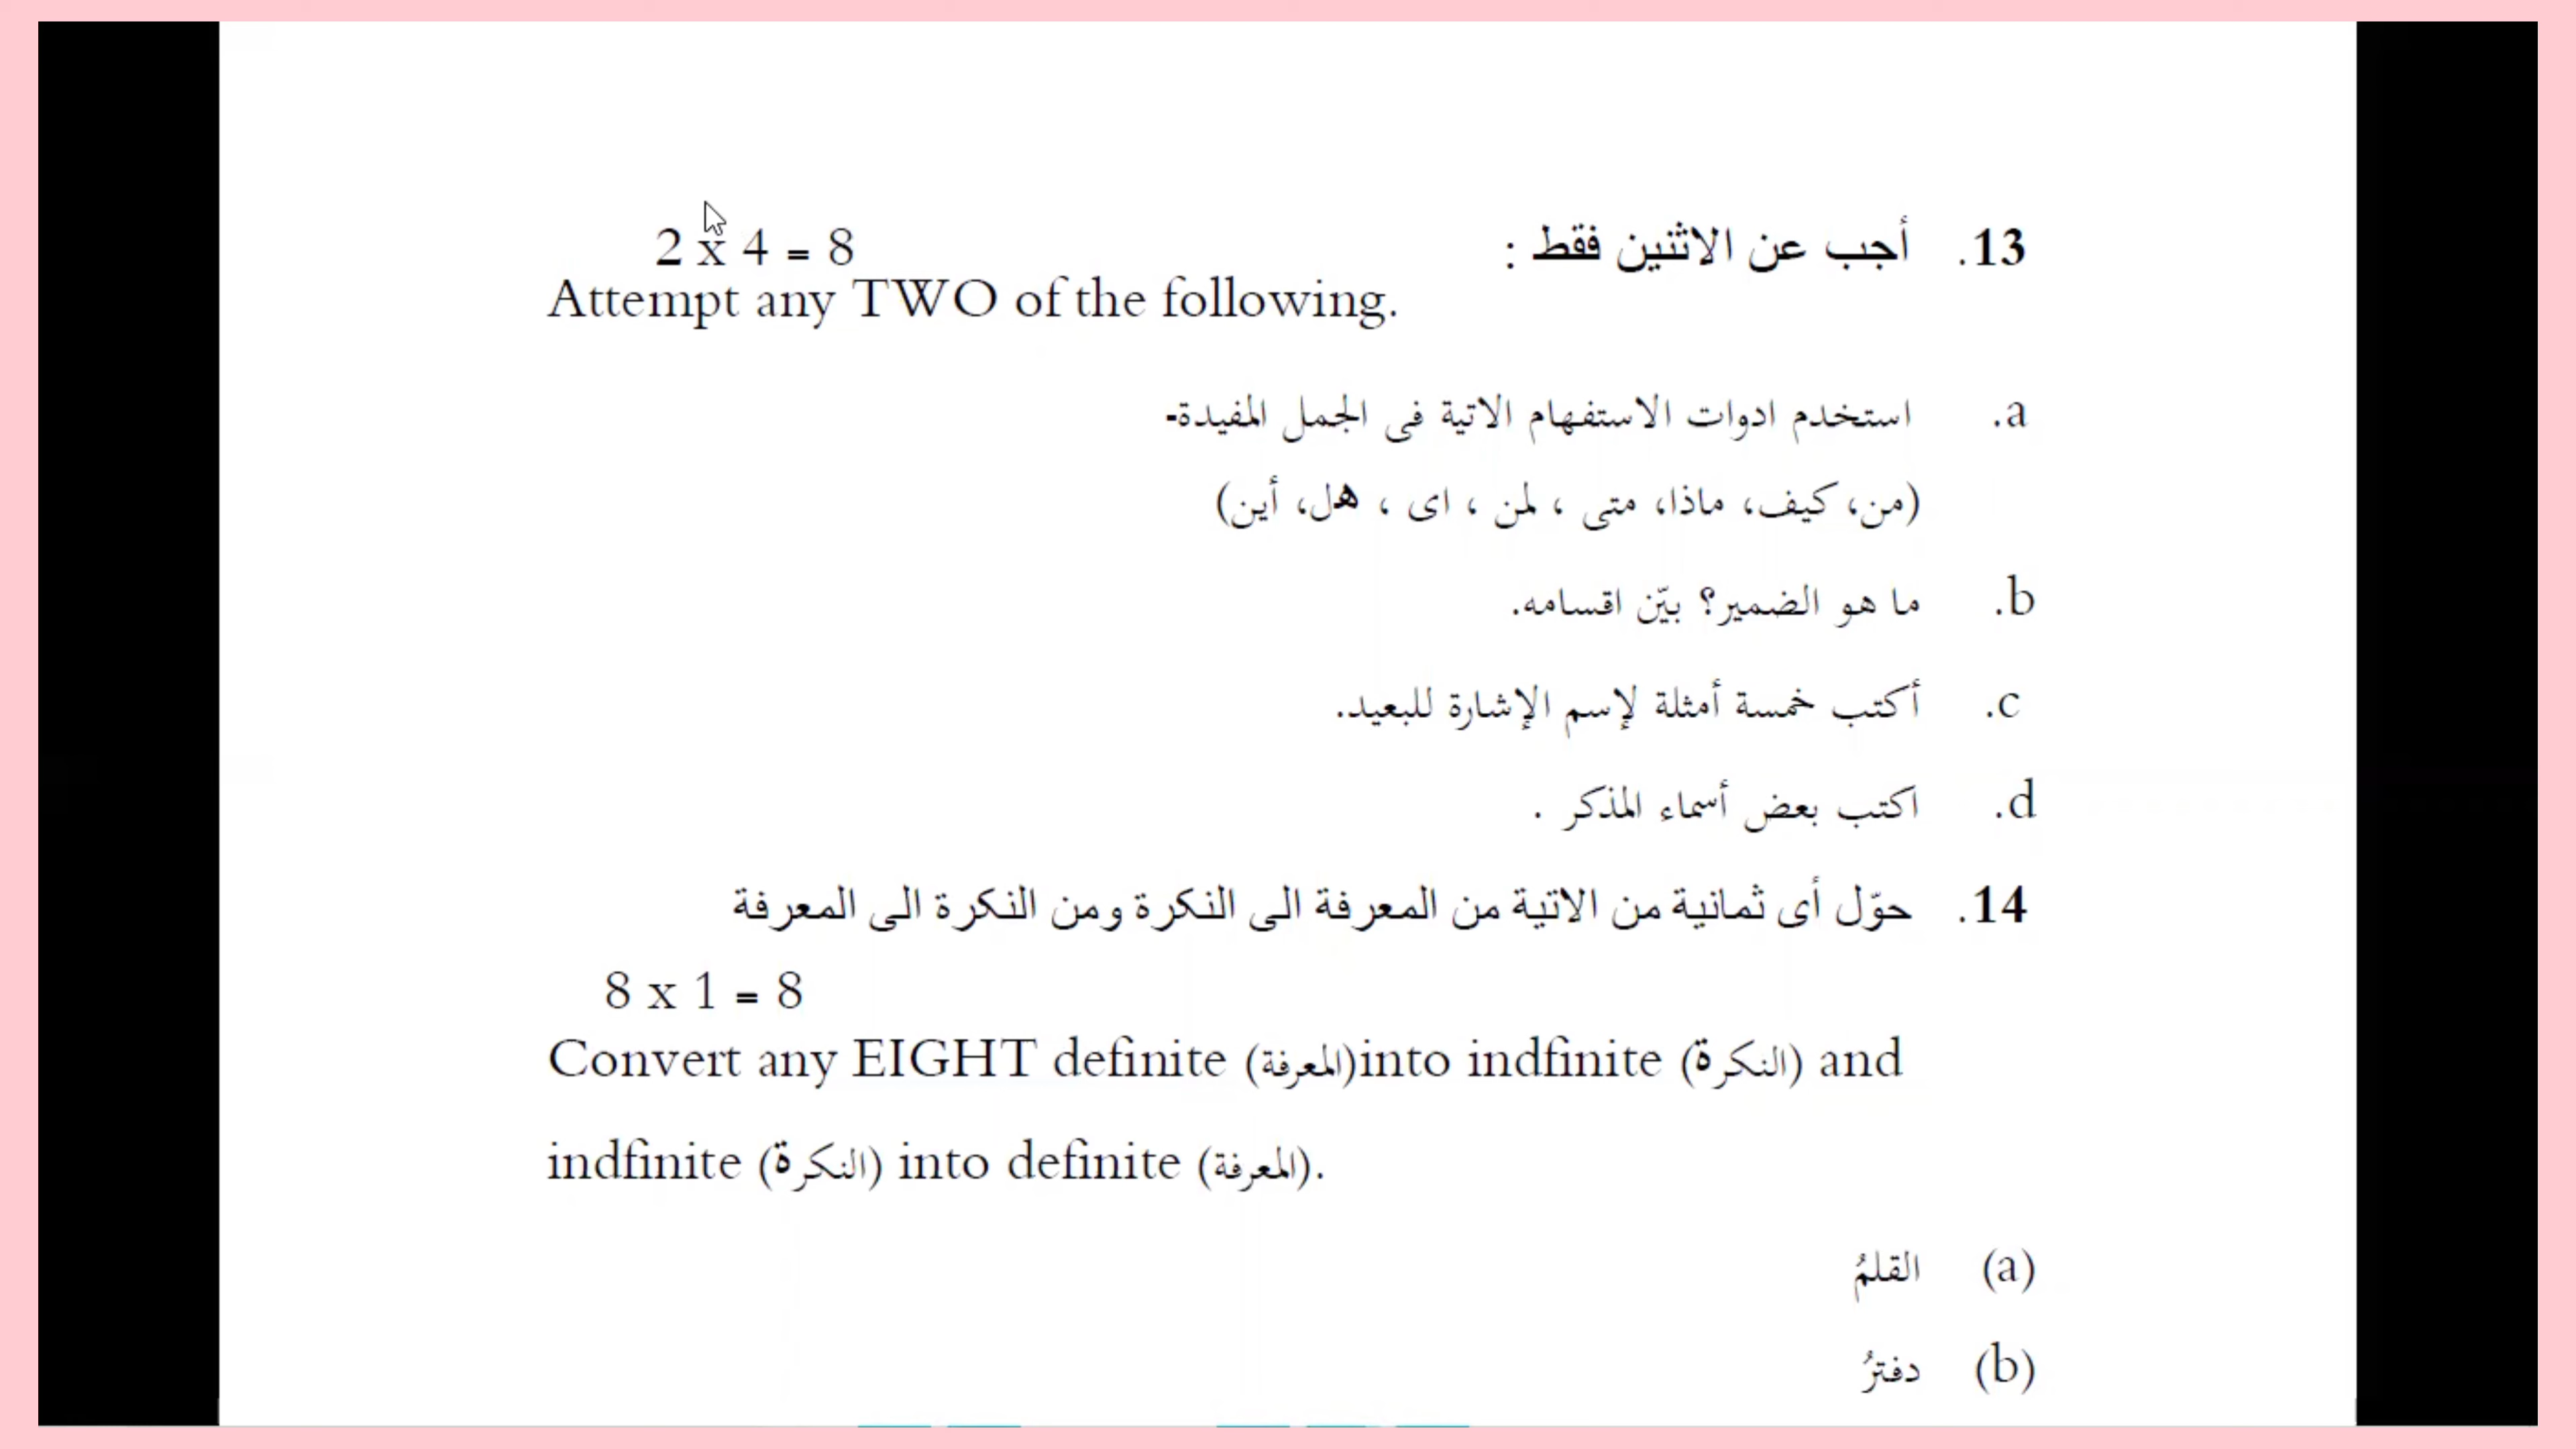 13. أجب عن الاثنين فقط : 2 x 4 = 8
Attempt any TWO of the following.
a. استخدم ادوات الاستفهام الاتية فى الجمل المفيدة-
(من، كيف، ماذا، متى ، لمن ، اى ، هل، أين)
b. ما هو الضمير؟ بيّن اقسامه.
c. أكتب خمسة أمثلة لإسم الإشارة للبعيد.
d. اكتب بعض أسماء المذكر .
14. حوّل أى ثمانية من الاتية من المعرفة الى النكرة ومن النكرة الى المعرفة
8 x 1 = 8
Convert any EIGHT definite (المعرفة)into indfinite (النكرة) and
indfinite (النكرة) into definite (المعرفة).
(a) القلمُ
(b) دفترُ